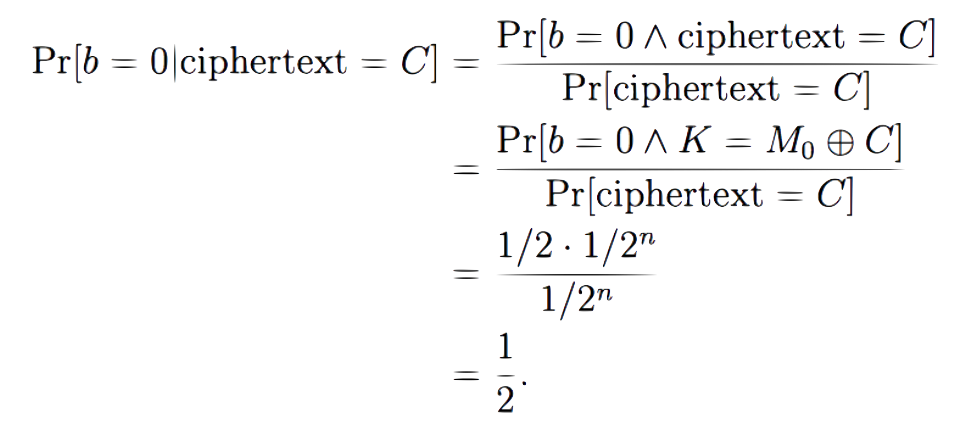 Pr[b = 0|ciphertext = C] = Pr[b = 0 ∧ ciphertext = C] / Pr[ciphertext = C]
= Pr[b = 0 ∧ K = M₀ ⊕ C] / Pr[ciphertext = C]
= 1/2 · 1/2ⁿ / 1/2ⁿ
= 1/2.